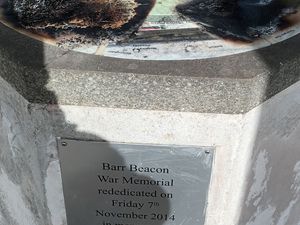 Barr Beacon
War Memorial
rededicated on
Friday 7th
November 2014